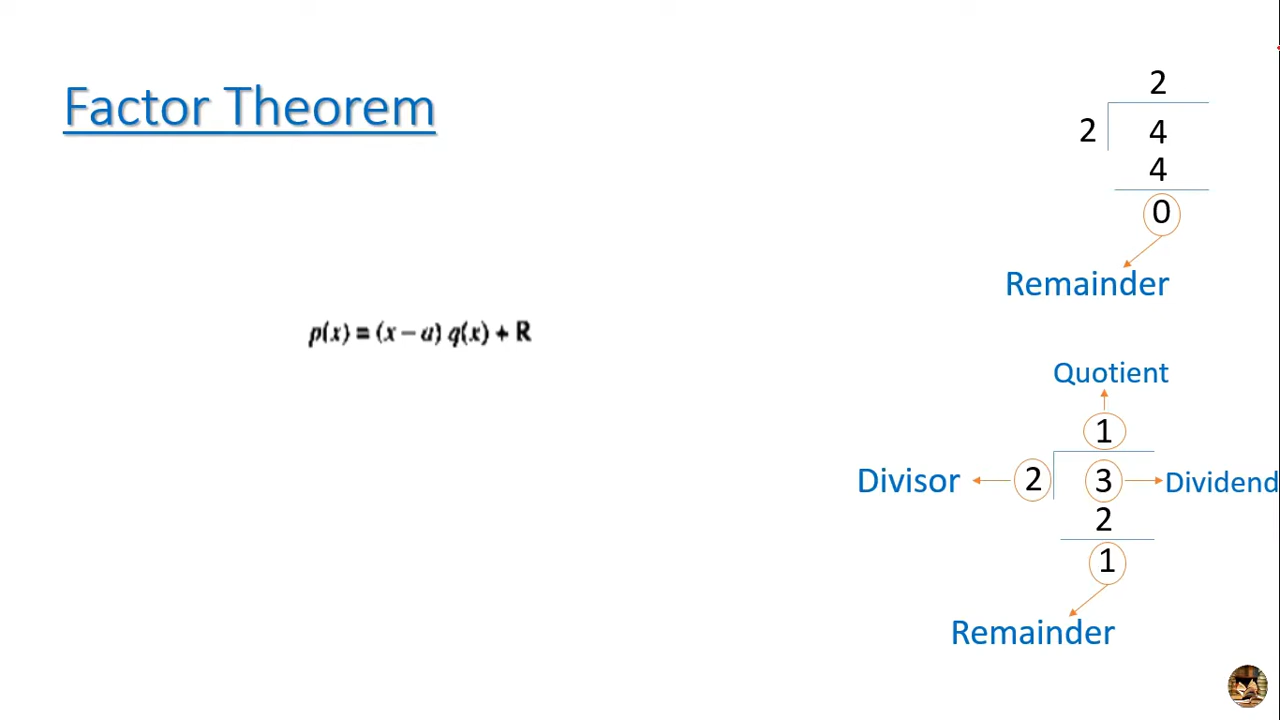 Factor Theorem
p(x) = (x – a) q(x) + R
2
2 4
4
0
Remainder
Quotient
1
Divisor 2 3 Dividend
2
1
Remainder